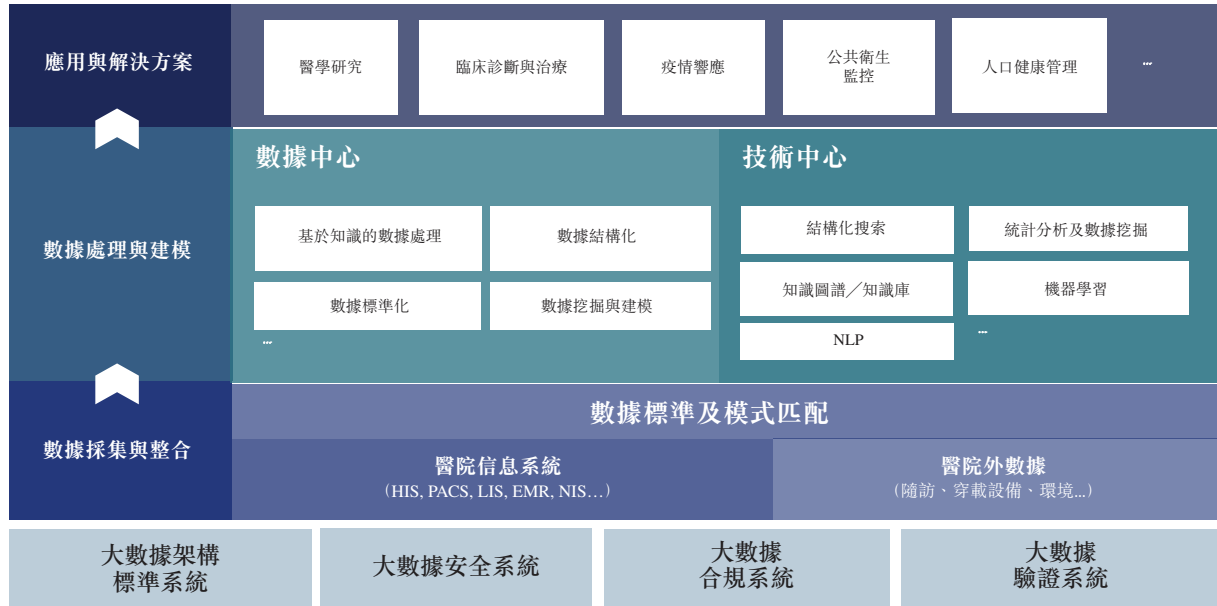 應用與解決方案
醫學研究
臨床診斷與治療
疫情響應
公共衛生
監控
人口健康管理
...
數據處理與建模
數據中心
基於知識的數據處理
數據結構化
數據標準化
數據挖掘與建模
...
技術中心
結構化搜索
統計分析及數據挖掘
知識圖譜／知識庫
機器學習
NLP
...
數據採集與整合
數據標準及模式匹配
醫院信息系統
（HIS, PACS, LIS, EMR, NIS…）
醫院外數據
（隨訪、穿載設備、環境...）
大數據架構
標準系統
大數據安全系統
大數據
合規系統
大數據
驗證系統